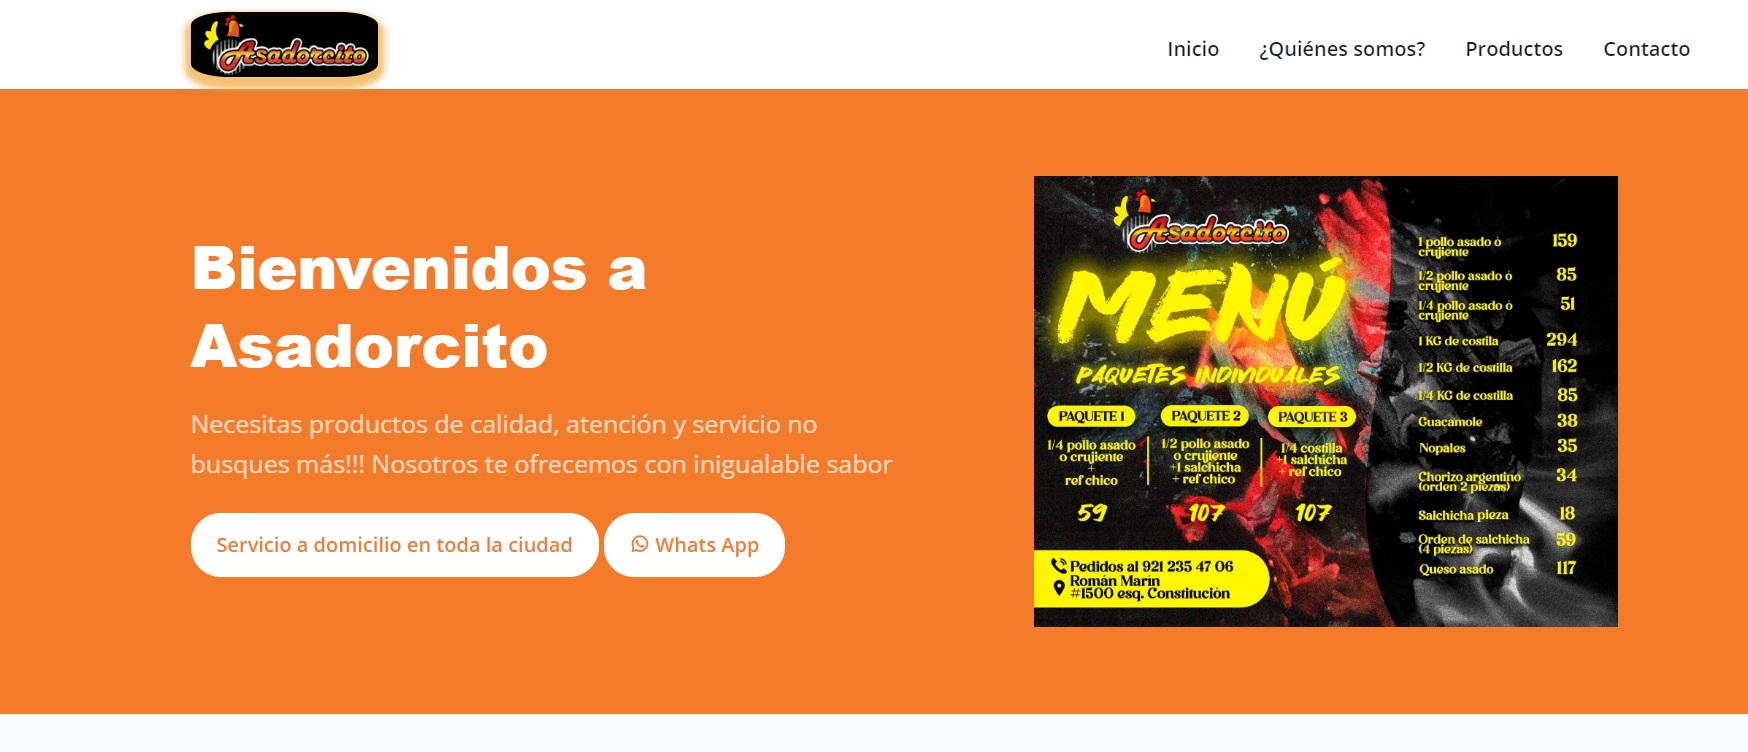 Asadorcito
Inicio
¿Quiénes somos?
Productos
Contacto
Bienvenidos a
Asadorcito
Necesitas productos de calidad, atención y servicio no
busques más!!! Nosotros te ofrecemos con inigualable sabor
Servicio a domicilio en toda la ciudad
Whats App
Asadorcito
MENÚ
PAQUETES INDIVIDUALES
PAQUETE 1
1/4 pollo asado
o crujiente
+
ref chico
59
PAQUETE 2
1/2 pollo asado
o crujiente
+1 salchicha
+ ref chico
107
PAQUETE 3
1/4 costilla
+1 salchicha
+ ref chico
107
Pedidos al 921 235 47 06
Román Marín
#1500 esq. Constitución
1 pollo asado ó 159
crujiente
1/2 pollo asado ó 85
crujiente
1/4 pollo asado ó 51
crujiente
1 KG de costila 294
1/2 KG de costilla 162
1/4 KG de costilla 85
Guacamole 38
Nopales 35
Chorizo argentino 34
(orden 2 piezas)
Salchicha pieza 18
Orden de salchicha 59
(4 piezas)
Queso asado 117